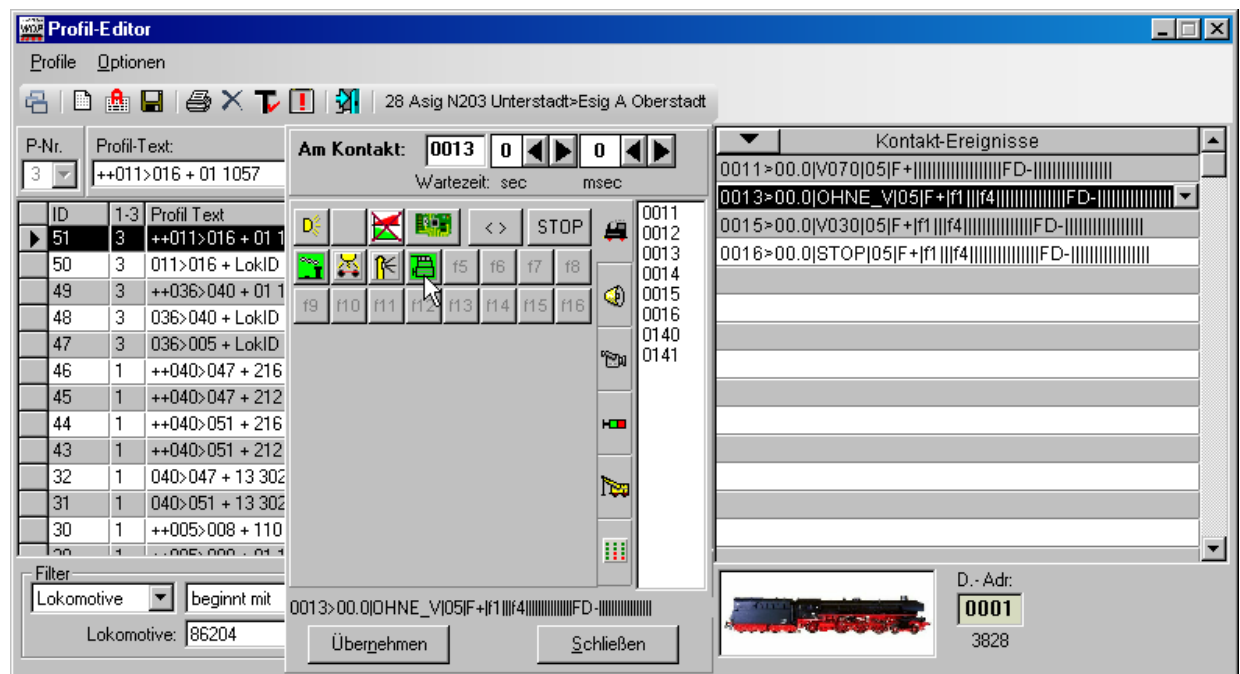 Profil-Editor
Profile Optionen
28 Asig N203 Unterstadt>Esig A Oberstadt
P-Nr. Profil-Text:
3 ++011>016 + 01 1057
ID 1-3 Profil Text
51 3 ++011>016 + 01 1
50 3 011>016 + LokID
49 3 ++036>040 + 01 1
48 3 036>040 + LokID
47 3 036>005 + LokID
46 1 ++040>047 + 216
45 1 ++040>047 + 212
44 1 ++040>051 + 216
43 1 ++040>051 + 212
32 1 040>047 + 13 302
31 1 040>051 + 13 302
30 1 ++005>008 + 110
Filter
Lokomotive beginnt mit
Lokomotive: 86204
Am Kontakt: 0013 0 0
Wartezeit: sec msec
< > STOP
f5 f6 f7 f8
f9 f10 f11 f12 f13 f14 f15 f16
0011
0012
0013
0014
0015
0016
0140
0141
0013>00.0|OHNE_V|05|F+|f1|||f4||||||||||||||FD-||||||||||||||||
Übernehmen Schließen
Kontakt-Ereignisse
0011>00.0|V070|05|F+||||||||||||||||||FD-||||||||||||||||
0013>00.0|OHNE_V|05|F+|f1|||f4||||||||||||||FD-||||||||||||||||
0015>00.0|V030|05|F+|f1|||f4||||||||||||||FD-||||||||||||||||
0016>00.0|STOP|05|F+|f1|||f4||||||||||||||FD-||||||||||||||||
D.- Adr:
0001
3828